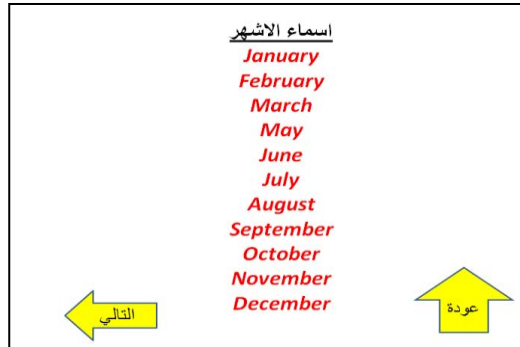 اسماء الاشهر
January
February
March
May
June
July
August
September
October
November
December
عودة
التالي